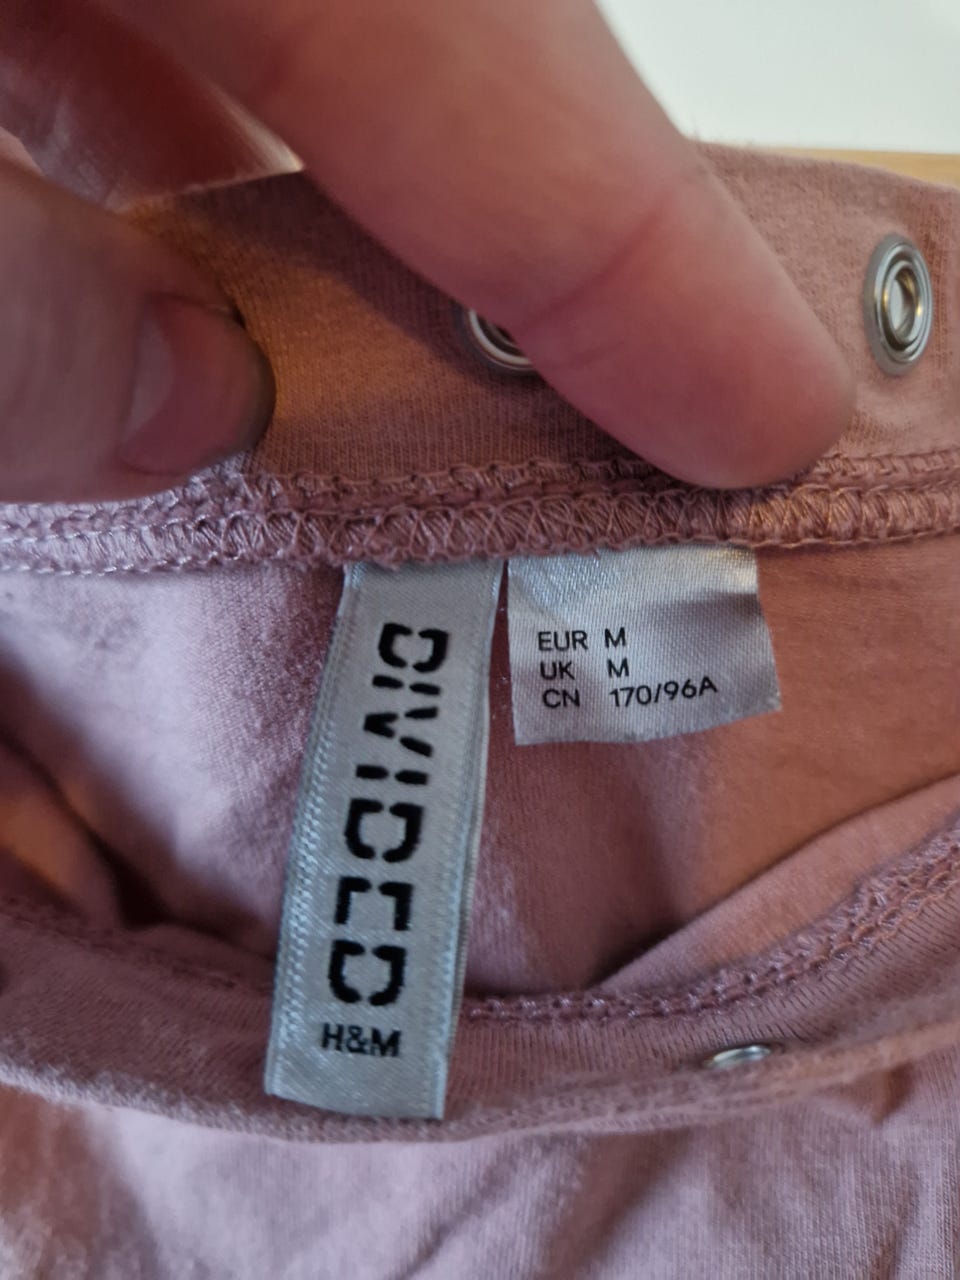 DIVIDED
H&M
EUR M
UK M
CN 170/96A